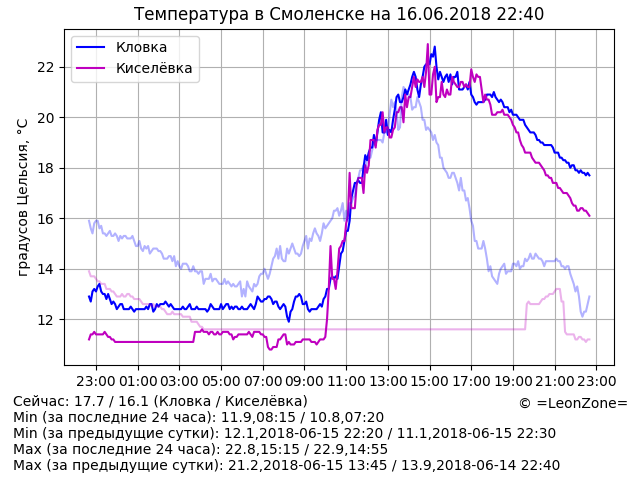 Температура в Смоленске на 16.06.2018 22:40
Кловка
Киселёвка
градусов Цельсия, °C
22
20
18
16
14
12
23:00 01:00 03:00 05:00 07:00 09:00 11:00 13:00 15:00 17:00 19:00 21:00 23:00
Сейчас: 17.7 / 16.1 (Кловка / Киселёвка)
© =LeonZone=
Min (за последние 24 часа): 11.9,08:15 / 10.8,07:20
Min (за предыдущие сутки): 12.1,2018-06-15 22:20 / 11.1,2018-06-15 22:30
Max (за последние 24 часа): 22.8,15:15 / 22.9,14:55
Max (за предыдущие сутки): 21.2,2018-06-15 13:45 / 13.9,2018-06-14 22:40